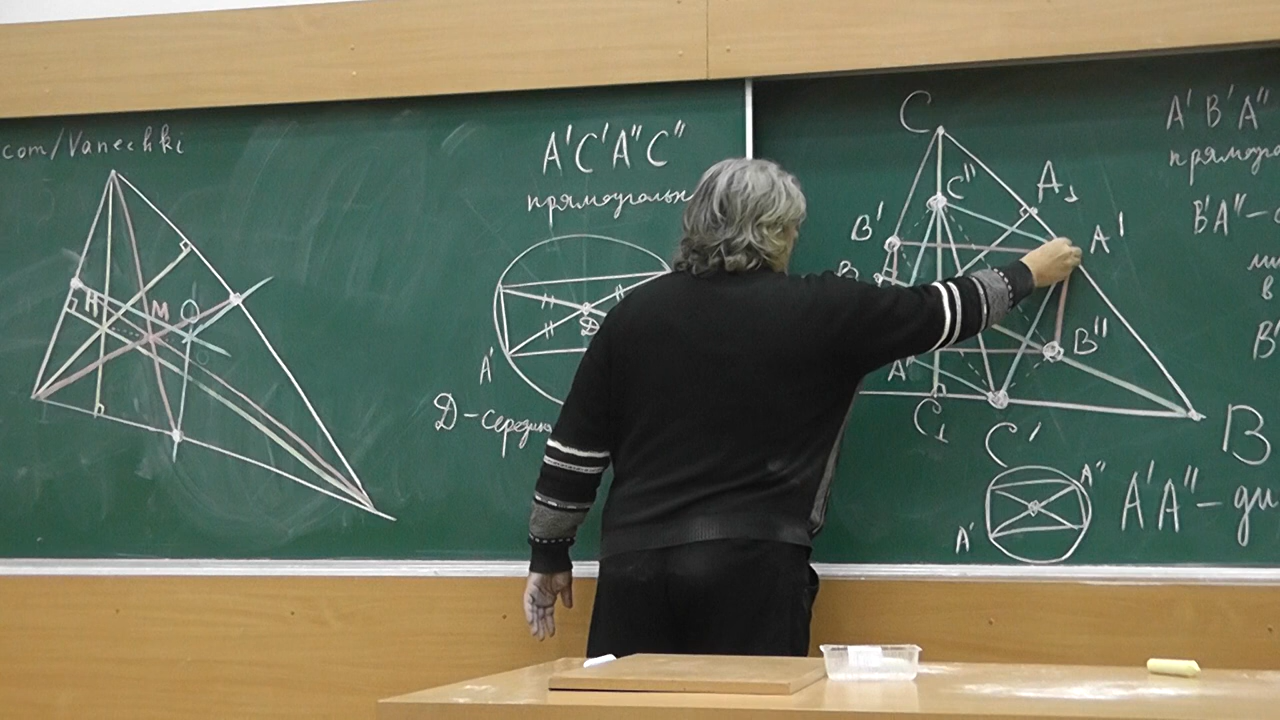 com/Vanechki
H
M
O
A'C'A"C"
прямоугольн
Д
A'
Д-середин
C
C"
A₁
B'
A'
B"
A"
C₁
C'
B
A"
A'
A'A"-ди
A'B'A"
прямоуго
B'A"-
в
B'